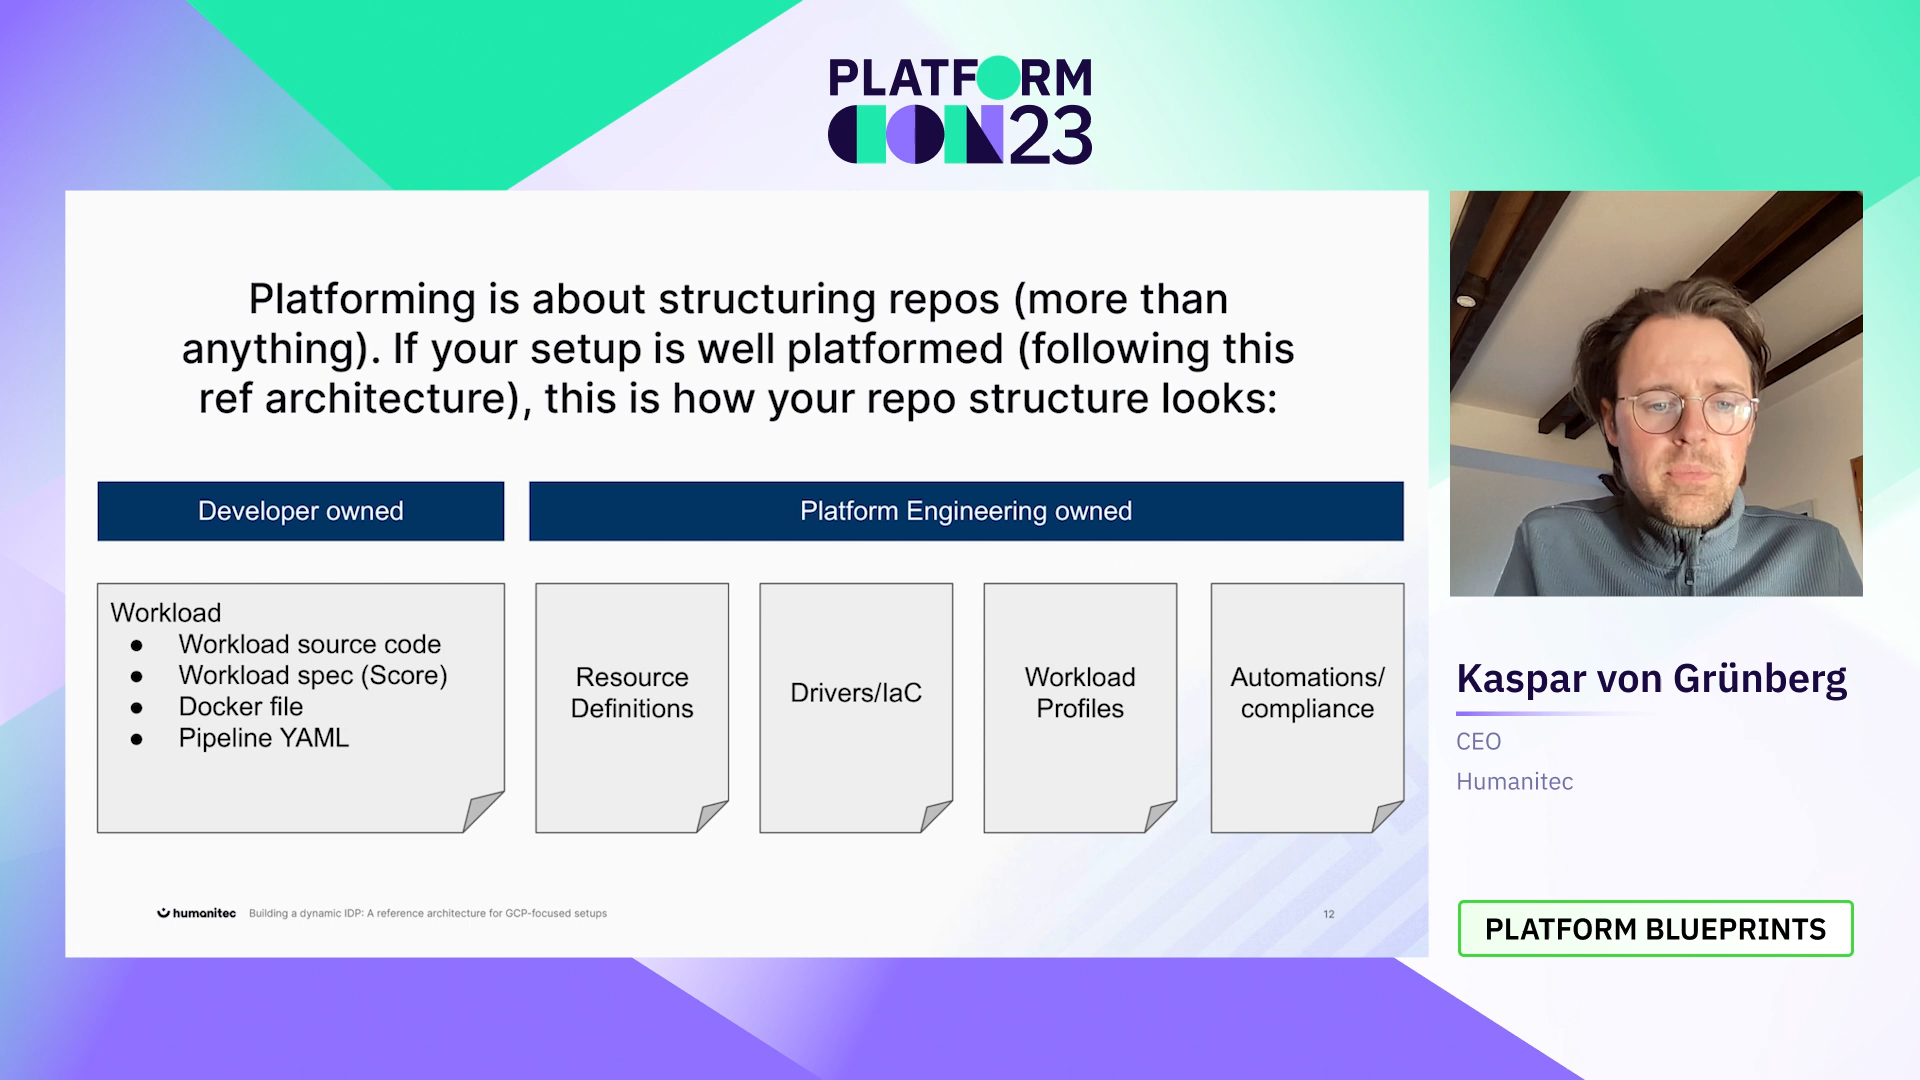 PLATFORM
CON23
Platforming is about structuring repos (more than
anything). If your setup is well platformed (following this
ref architecture), this is how your repo structure looks:
Developer owned
Platform Engineering owned
Workload
● Workload source code
● Workload spec (Score)
● Docker file
● Pipeline YAML
Resource
Definitions
Drivers/IaC
Workload
Profiles
Automations/
compliance
humanitec
Building a dynamic IDP: A reference architecture for GCP-focused setups
12
Kaspar von Grünberg
CEO
Humanitec
PLATFORM BLUEPRINTS